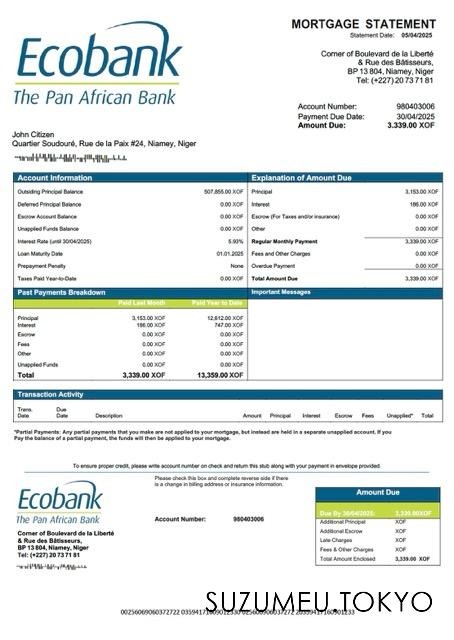 Ecobank
The Pan African Bank
MORTGAGE STATEMENT
Statement Date: 05/04/2025
Corner of Boulevard de la Liberté
& Rue des Bâtisseurs,
BP 13 804, Niamey, Niger
Tel: (+227) 20 73 71 81
Account Number: 980403006
Payment Due Date: 30/04/2025
Amount Due: 3.339.00 XOF
John Citizen
Quartier Soudouré, Rue de la Paix #24, Niamey, Niger
Account Information
Outsiding Principal Balance 507,855.00 XOF
Deferred Principal Balance 0.00 XOF
Escrow Account Balance 0.00 XOF
Unapplied Funds Balance 0.00 XOF
Interest Rate (until 30/04/2025) 5.93%
Loan Maturity Date 01.01.2025
Prepayment Penalty None
Taxes Paid Year-to-Date 0.00 XOF
Explanation of Amount Due
Principal 3,153.00 XOF
Interest 186.00 XOF
Escrow (For Taxes and/or insurance) 0.00 XOF
Other 0.00 XOF
Regular Monthly Payment 3,339.00 XOF
Fees and Other Charges 0.00 XOF
Overdue Payment 0.00 XOF
Total Amount Due 3,339.00 XOF
Past Payments Breakdown
Paid Last Month Paid Year to Date
Principal 3,153.00 XOF 12,612.00 XOF
Interest 186.00 XOF 747.00 XOF
Escrow 0.00 XOF 0.00 XOF
Fees 0.00 XOF 0.00 XOF
Other 0.00 XOF 0.00 XOF
Unapplied Funds 0.00 XOF 0.00 XOF
Total 3,339.00 XOF 13,359.00 XOF
Important Messages
Transaction Activity
Trans. Date Due Date Description Amount Principal Interest Escrow Fees Unapplied* Total
*Partial Payments: Any partial payments that you make are not applied to your mortgage, but instead are held in a separate unapplied account. If you
Pay the balance of a partial payment, the funds will then be applied to your mortgage.
To ensure proper credit, please write account number on check and return this stub along with your payment in envelope provided.
Ecobank
The Pan African Bank
Corner of Boulevard de la Liberté
& Rue des Bâtisseurs,
BP 13 804, Niamey, Niger
Tel: (+227) 20 73 71 81
Please check this box and complete reverse side if there
is a change in billing address or insurance information.
Account Number: 980403006
Amount Due
Due By 30/04/2025: 3,339.00XOF
Additional Principal XOF
Additional Escrow XOF
Late Charges XOF
Fees & Other Charges XOF
Total Amount Enclosed 3,339.00 XOF
SUZUMEU.TOKYO